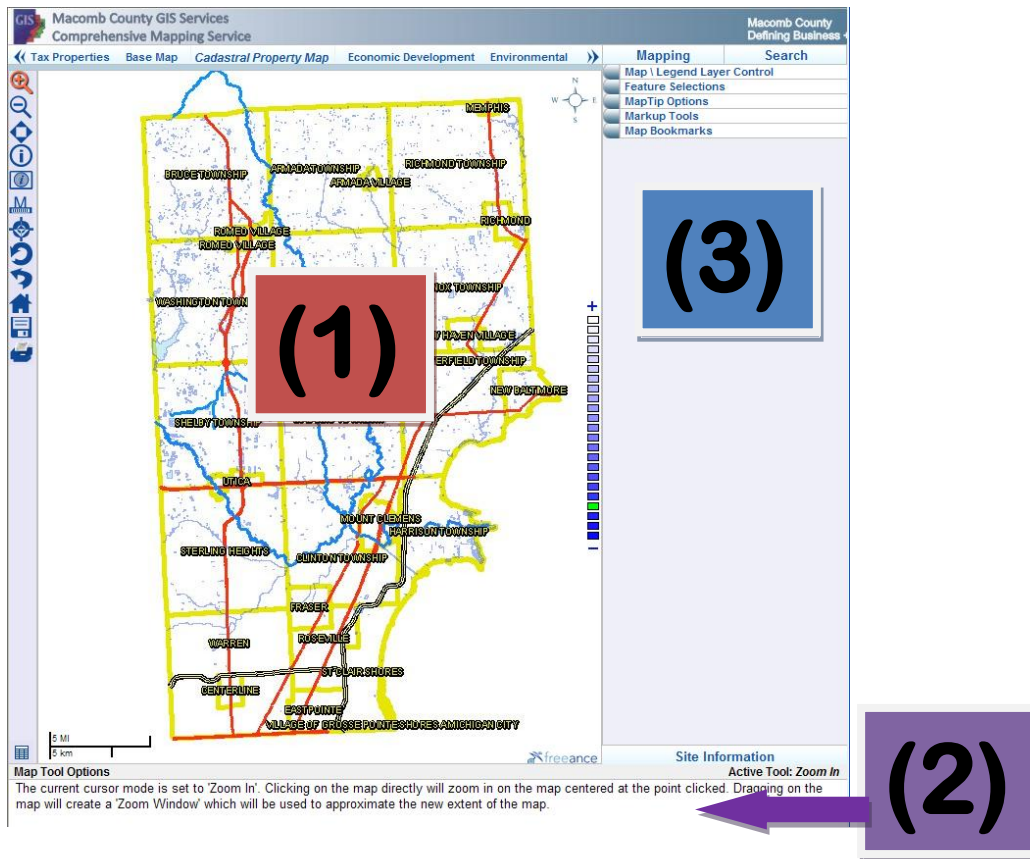 GIS
Macomb County GIS Services
Comprehensive Mapping Service
Macomb County
Defining Business
Tax Properties Base Map Cadastral Property Map Economic Development Environmental
Mapping Search
Map \ Legend Layer Control
Feature Selections
MapTip Options
Markup Tools
Map Bookmarks
N
W E
S
MEMPHIS
BRUCE TOWNSHIP
ARMADA TOWNSHIP
RICHMOND TOWNSHIP
ARMADA VILLAGE
RICHMOND
ROMEO VILLAGE
ROMEO VILLAGE
(3)
WASHINGTON TOWN
NOX TOWNSHIP
(1)
+
HAVEN VILLAGE
ERFIELD TOWNSHIP
NEW BALTIMORE
SHELBY TOWNSHIP
UTICA
MOUNT CLEMENS
HARRISON TOWNSHIP
STERLING HEIGHTS
CLINTON TOWNSHIP
–
FRASER
ROSEVILLE
WARREN
ST CLAIR SHORES
CENTERLINE
EASTPOINTE
VILLAGE OF GROSSE POINTE SHORES A MICHIGAN CITY
M
5 MI
5 km
freeance
Site Information
Map Tool Options
Active Tool: Zoom In
The current cursor mode is set to 'Zoom In'. Clicking on the map directly will zoom in on the map centered at the point clicked. Dragging on the
map will create a 'Zoom Window' which will be used to approximate the new extent of the map.
(2)